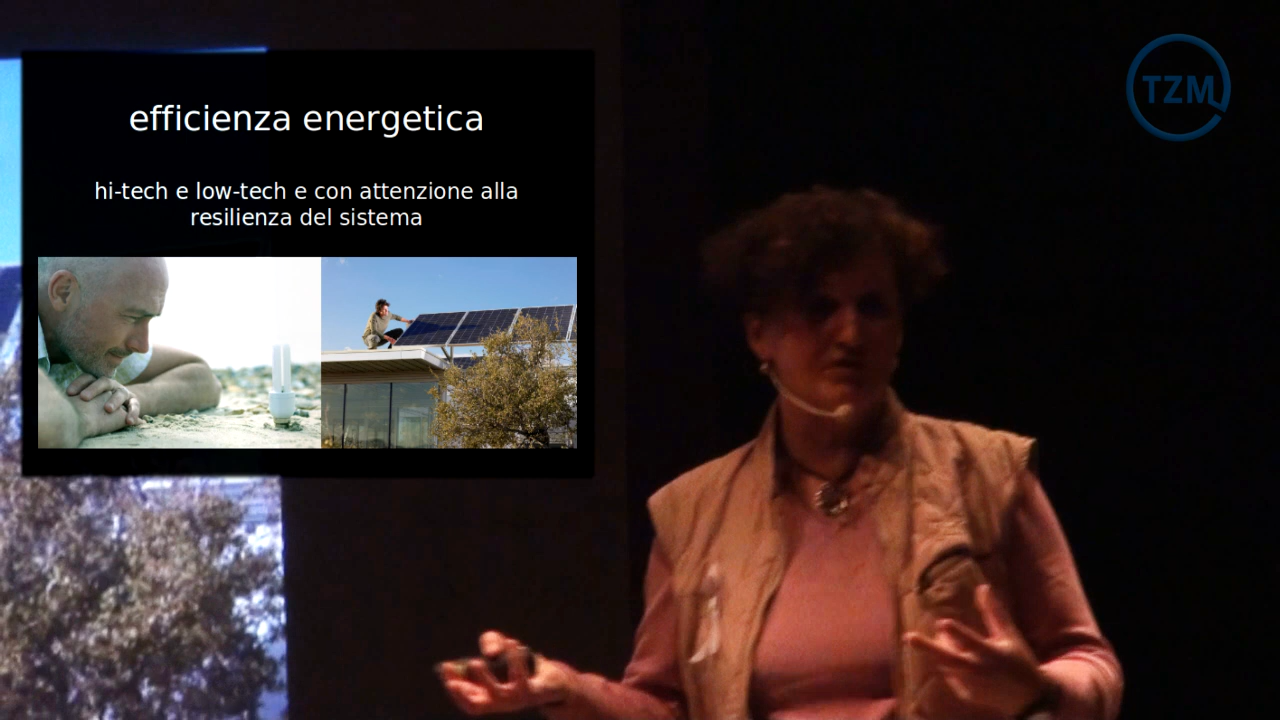 efficienza energetica
hi-tech e low-tech e con attenzione alla
resilienza del sistema
TZM